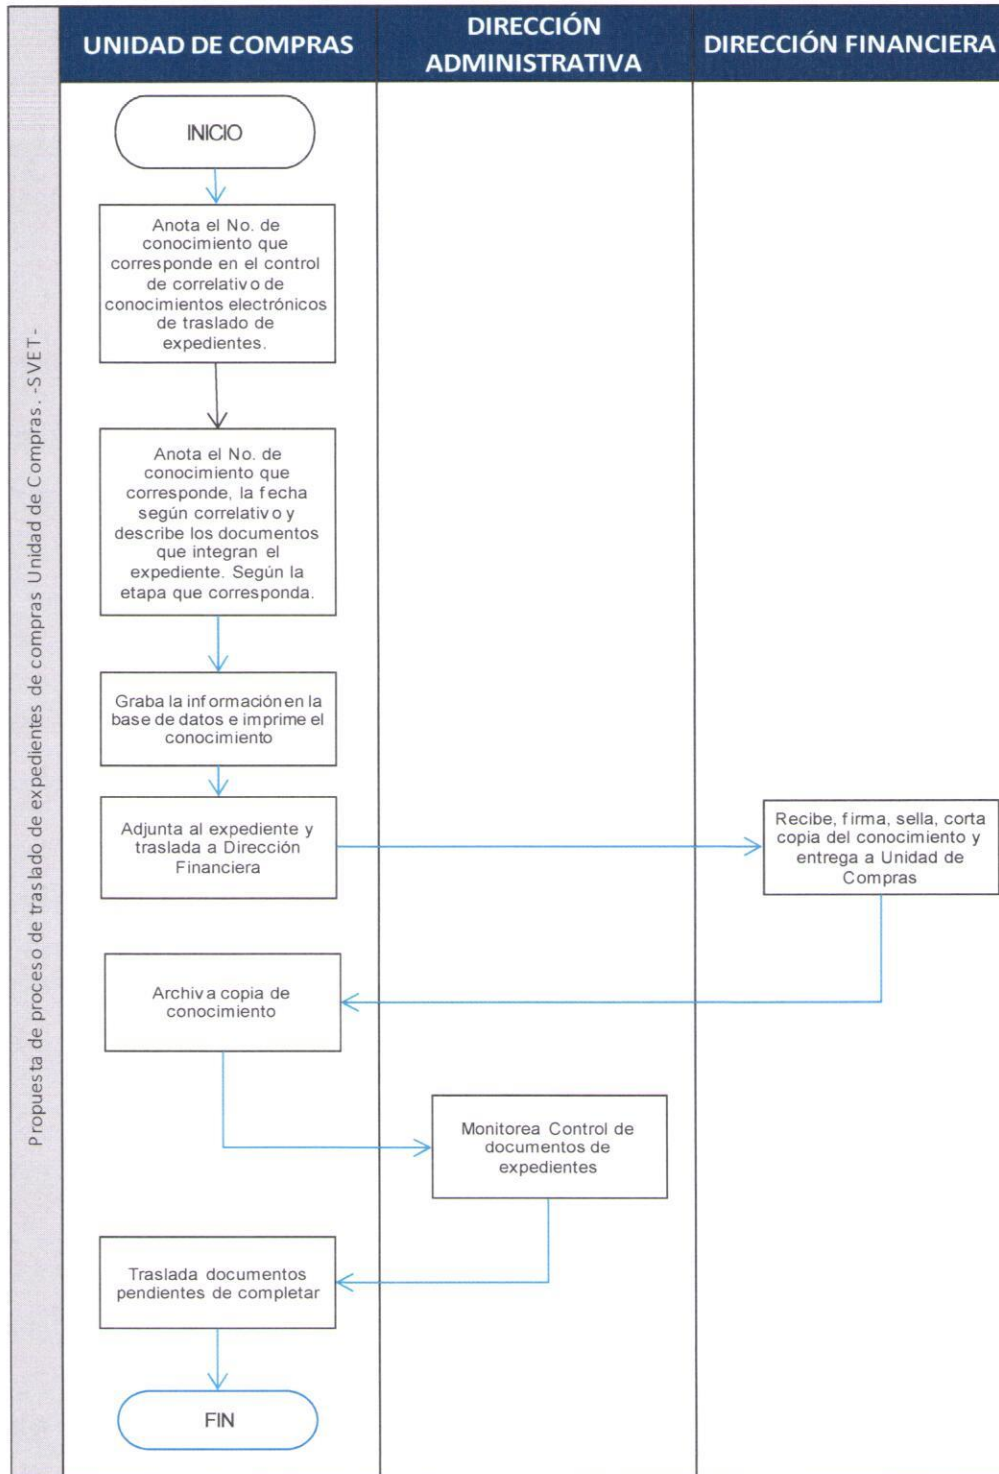 UNIDAD DE COMPRAS
DIRECCIÓN
ADMINISTRATIVA
DIRECCIÓN FINANCIERA
Propuesta de proceso de traslado de expedientes de compras Unidad de Compras. -SVET-
INICIO
Anota el No. de
conocimiento que
corresponde en el control
de correlativo de
conocimientos electrónicos
de traslado de
expedientes.
Anota el No. de
conocimiento que
corresponde, la fecha
según correlativo y
describe los documentos
que integran el
expediente. Según la
etapa que corresponda.
Graba la información en la
base de datos e imprime el
conocimiento
Adjunta al expediente y
traslada a Dirección
Financiera
Recibe, firma, sella, corta
copia del conocimiento y
entrega a Unidad de
Compras
Archiva copia de
conocimiento
Monitorea Control de
documentos de
expedientes
Traslada documentos
pendientes de completar
FIN